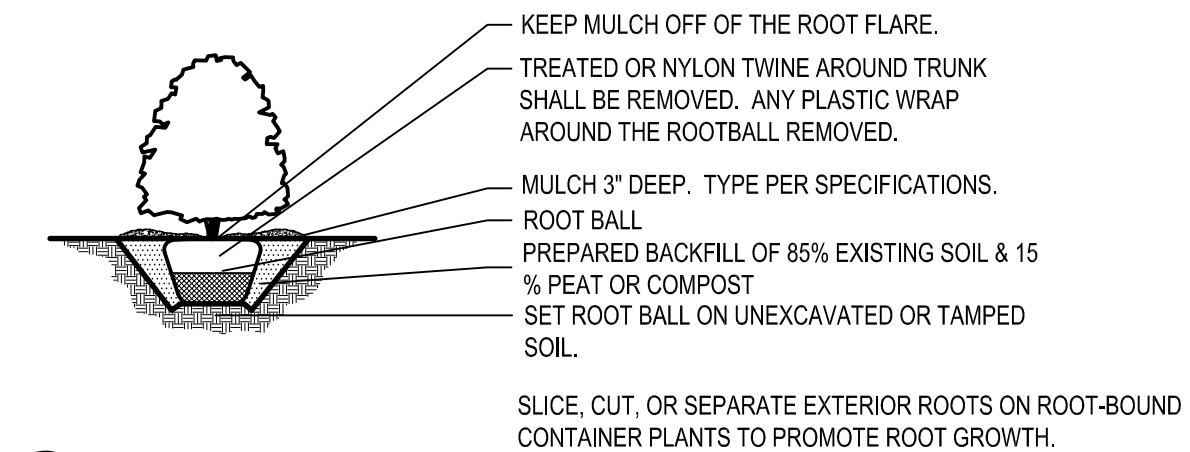 KEEP MULCH OFF OF THE ROOT FLARE.
TREATED OR NYLON TWINE AROUND TRUNK
SHALL BE REMOVED. ANY PLASTIC WRAP
AROUND THE ROOTBALL REMOVED.
MULCH 3" DEEP. TYPE PER SPECIFICATIONS.
ROOT BALL
PREPARED BACKFILL OF 85% EXISTING SOIL & 15
% PEAT OR COMPOST
SET ROOT BALL ON UNEXCAVATED OR TAMPED
SOIL.
SLICE, CUT, OR SEPARATE EXTERIOR ROOTS ON ROOT-BOUND
CONTAINER PLANTS TO PROMOTE ROOT GROWTH.